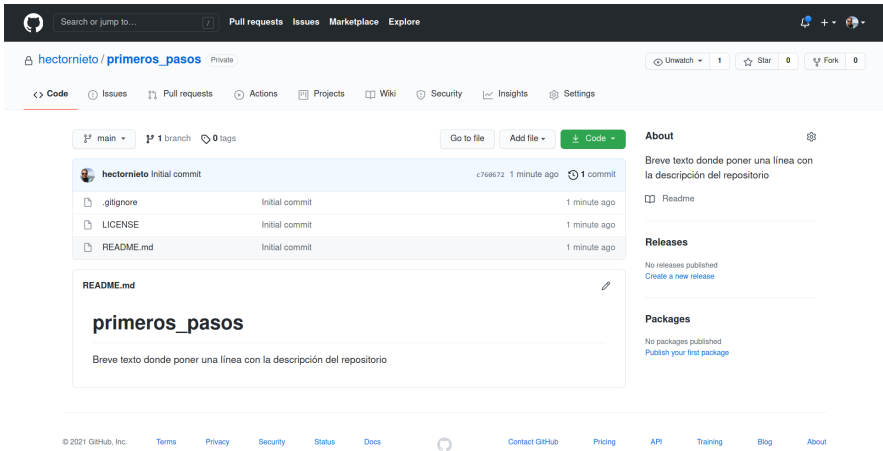 Search or jump to... /
Pull requests Issues Marketplace Explore
hectornieto / primeros_pasos Private
Unwatch 1 Star 0 Fork 0
Code Issues Pull requests Actions Projects Wiki Security Insights Settings
main 1 branch 0 tags Go to file Add file Code
hectornieto Initial commit c760672 1 minute ago 1 commit
.gitignore Initial commit 1 minute ago
LICENSE Initial commit 1 minute ago
README.md Initial commit 1 minute ago
README.md
primeros_pasos
Breve texto donde poner una línea con la descripción del repositorio
About
Breve texto donde poner una línea con
la descripción del repositorio
Readme
Releases
No releases published
Create a new release
Packages
No packages published
Publish your first package
© 2021 GitHub, Inc. Terms Privacy Security Status Docs Contact GitHub Pricing API Training Blog About